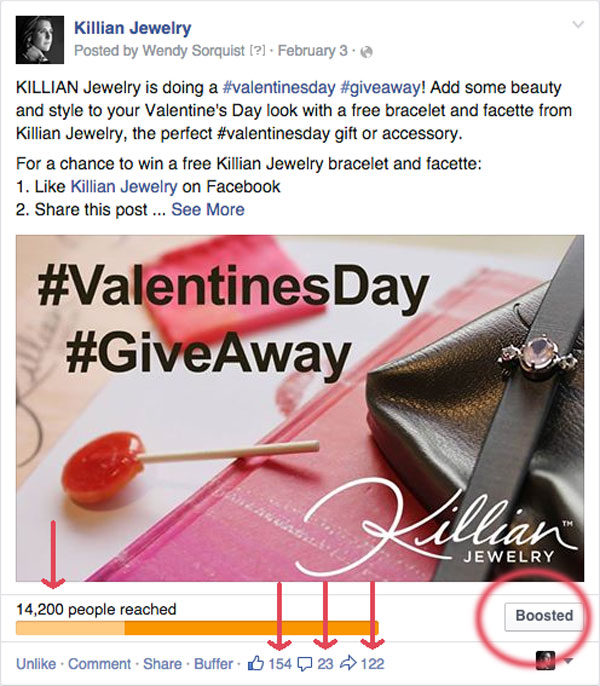 Killian Jewelry
Posted by Wendy Sorquist [?] · February 3 ·
KILLIAN Jewelry is doing a #valentinesday #giveaway! Add some beauty
and style to your Valentine's Day look with a free bracelet and facette from
Killian Jewelry, the perfect #valentinesday gift or accessory.
For a chance to win a free Killian Jewelry bracelet and facette:
1. Like Killian Jewelry on Facebook
2. Share this post ... See More
#ValentinesDay
#GiveAway
Killian™
JEWELRY
14,200 people reached
Boosted
Unlike · Comment · Share · Buffer · 154 23 122